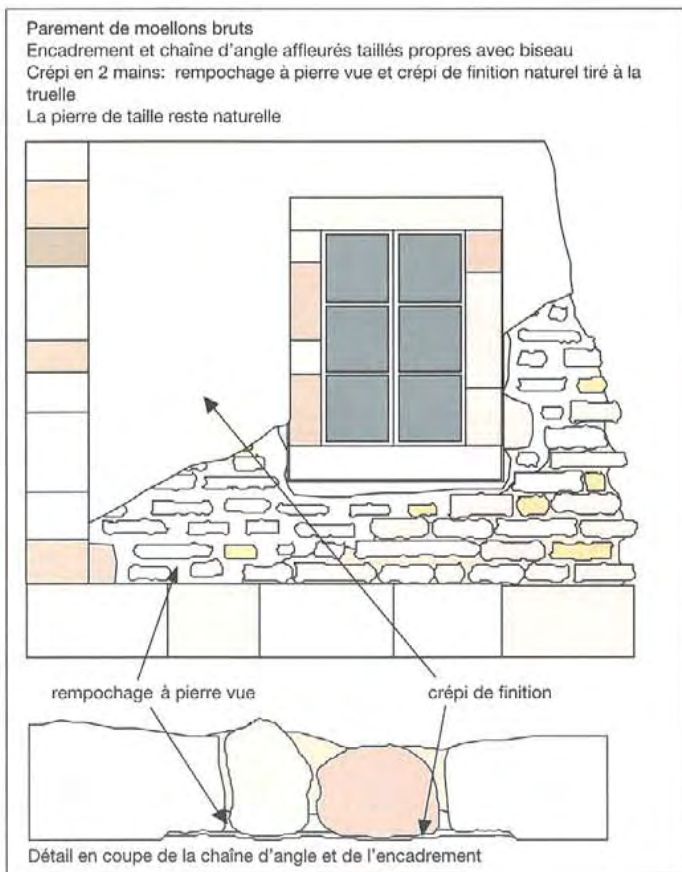 Parement de moellons bruts
Encadrement et chaîne d'angle affleurés taillés propres avec biseau
Crépi en 2 mains: rempochage à pierre vue et crépi de finition naturel tiré à la
truelle
La pierre de taille reste naturelle
rempochage à pierre vue
crépi de finition
Détail en coupe de la chaîne d'angle et de l'encadrement